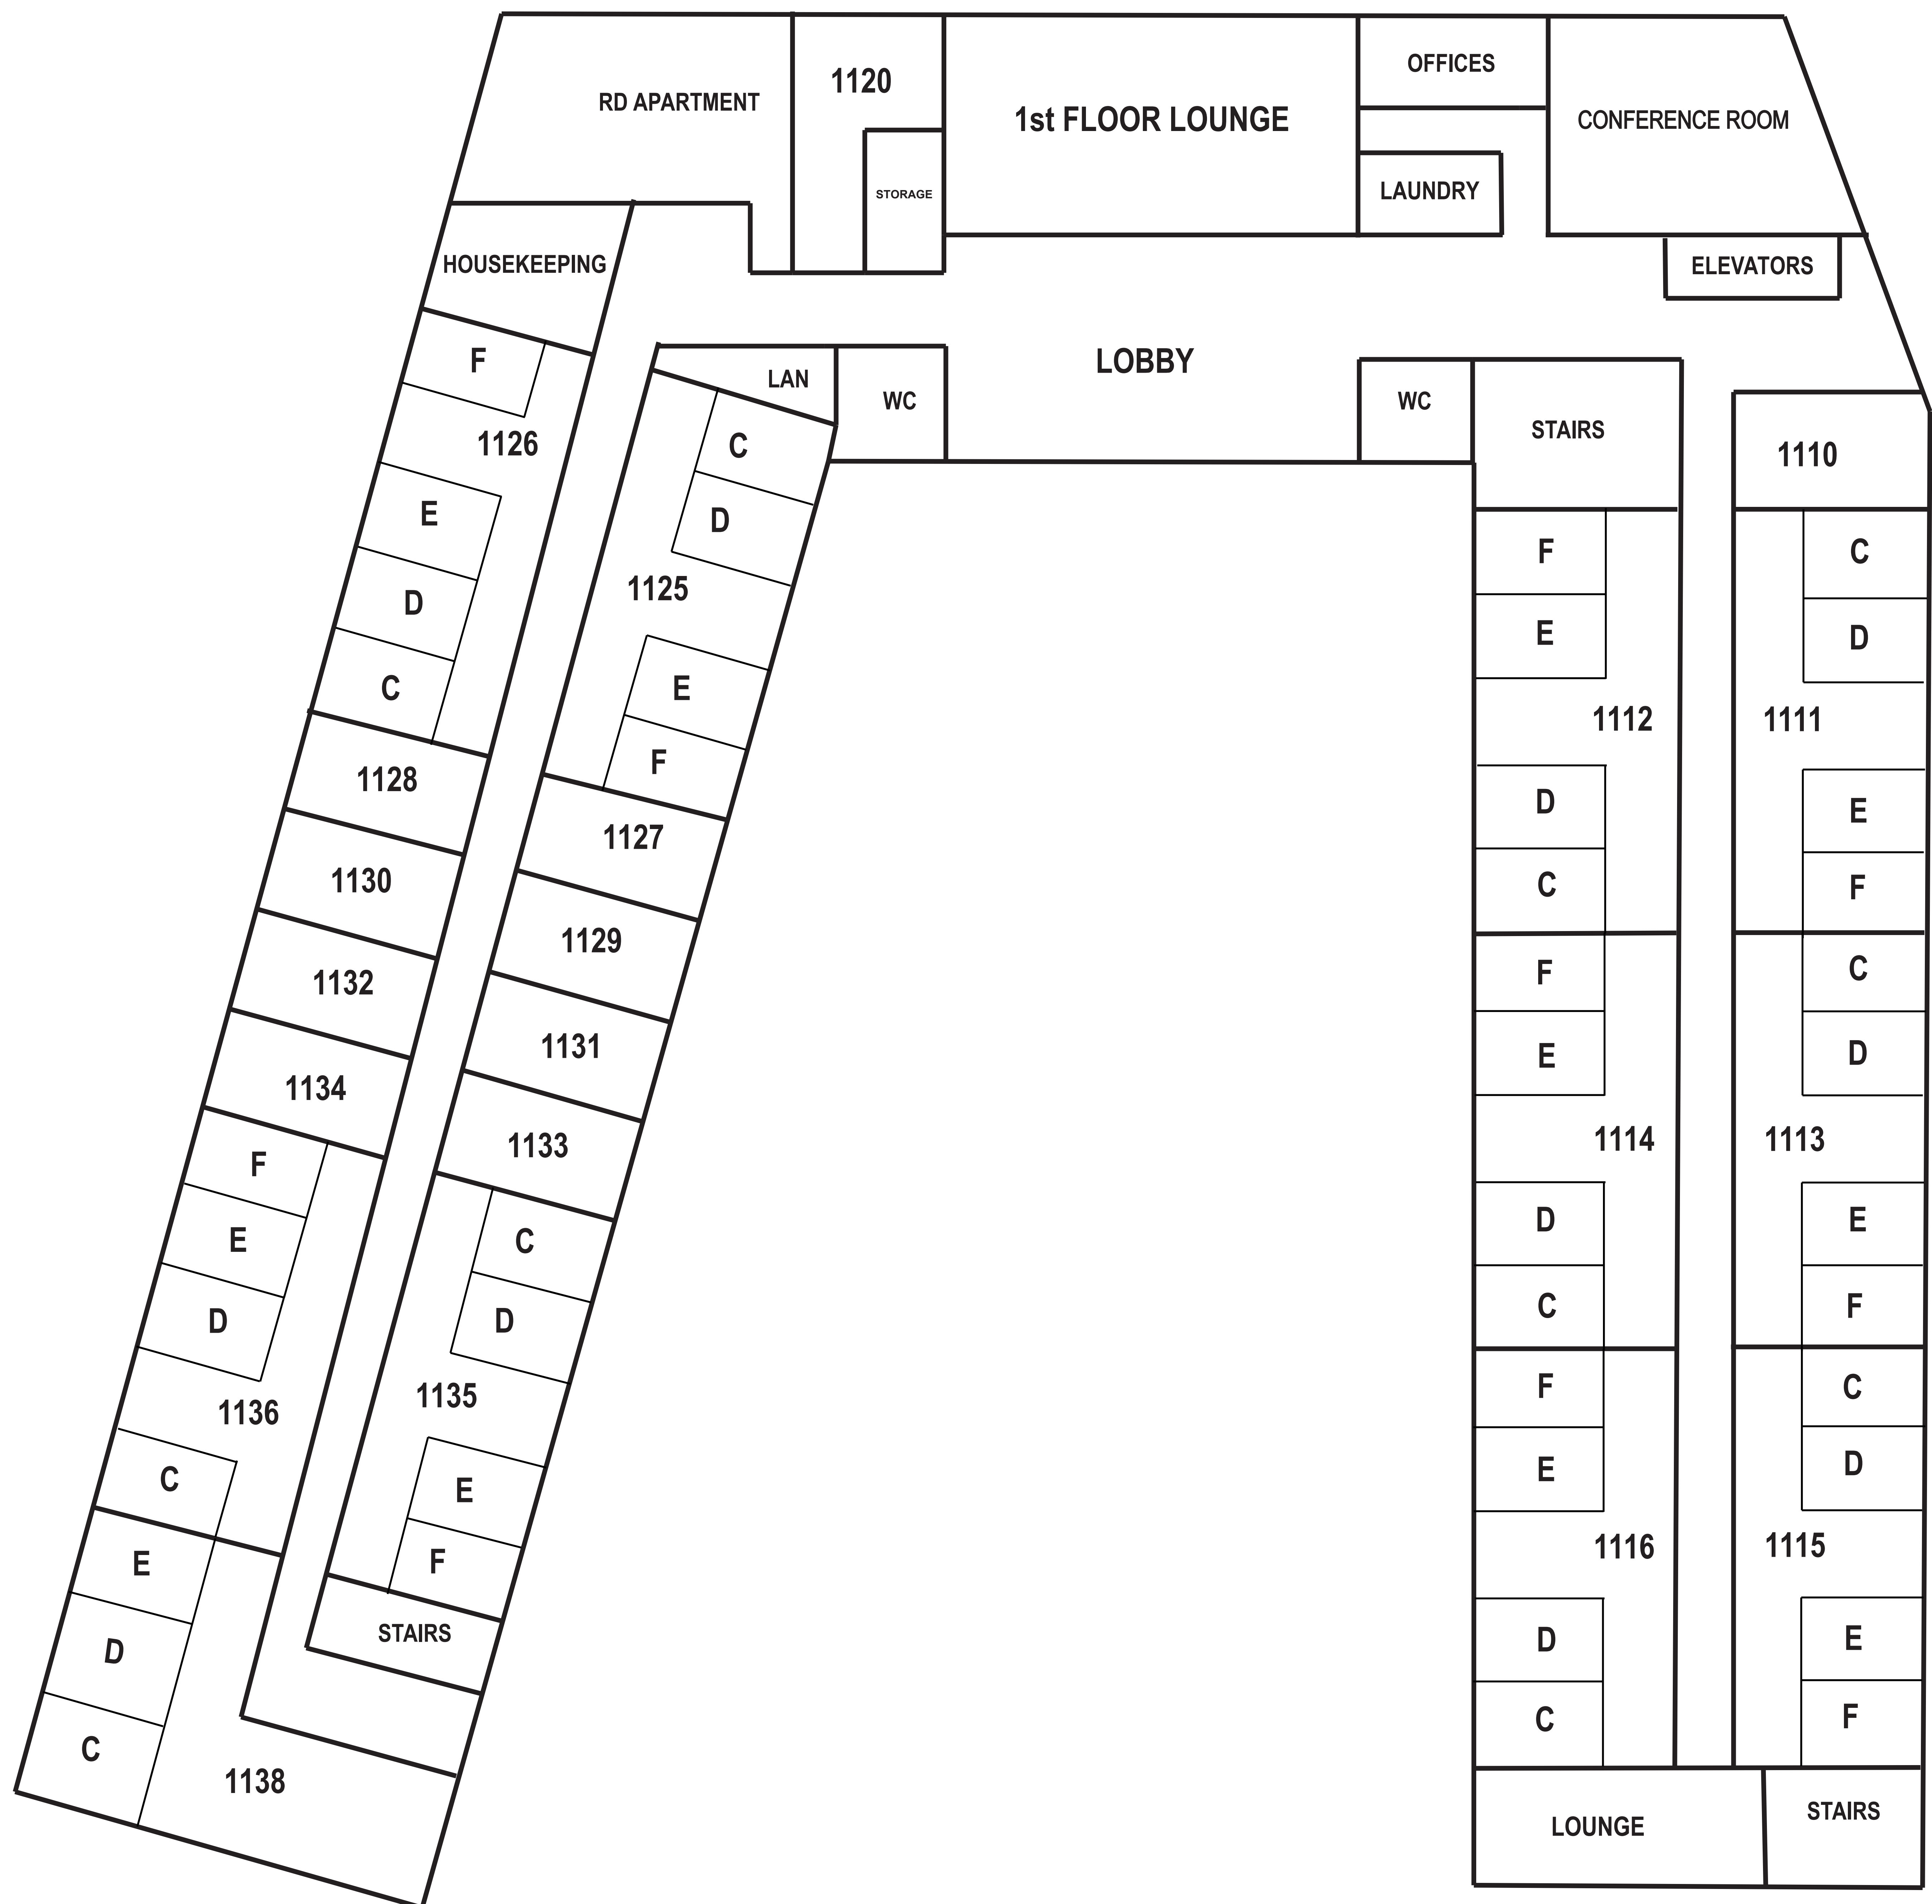 RD APARTMENT
1120
STORAGE
1st FLOOR LOUNGE
OFFICES
LAUNDRY
CONFERENCE ROOM
ELEVATORS
HOUSEKEEPING
LOBBY
LAN
WC
WC
STAIRS
1110
F
1126
E
D
C
1128
1130
1132
1134
F
E
D
1136
C
E
D
C
1138
C
D
1125
E
F
1127
1129
1131
1133
C
D
1135
E
F
STAIRS
F
E
1112
D
C
F
E
1114
D
C
F
E
1116
D
C
LOUNGE
C
D
1111
E
F
C
D
1113
E
F
C
D
1115
E
F
STAIRS